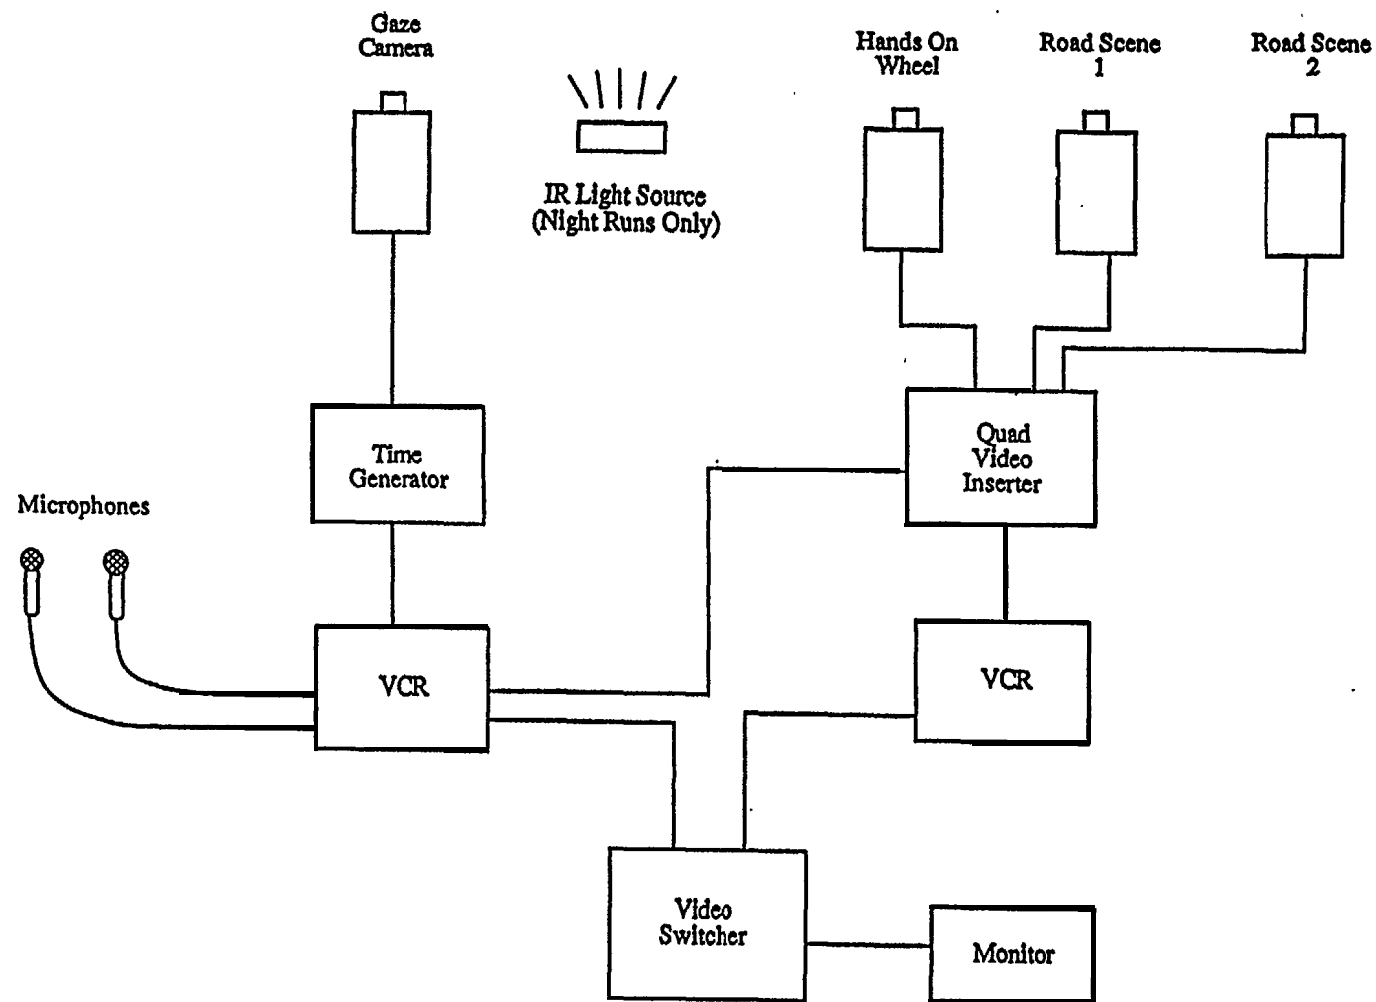 Gaze
Camera
Hands On
Wheel
Road Scene
1
Road Scene
2
IR Light Source
(Night Runs Only)
Time
Generator
Quad
Video
Inserter
Microphones
VCR
VCR
Video
Switcher
Monitor